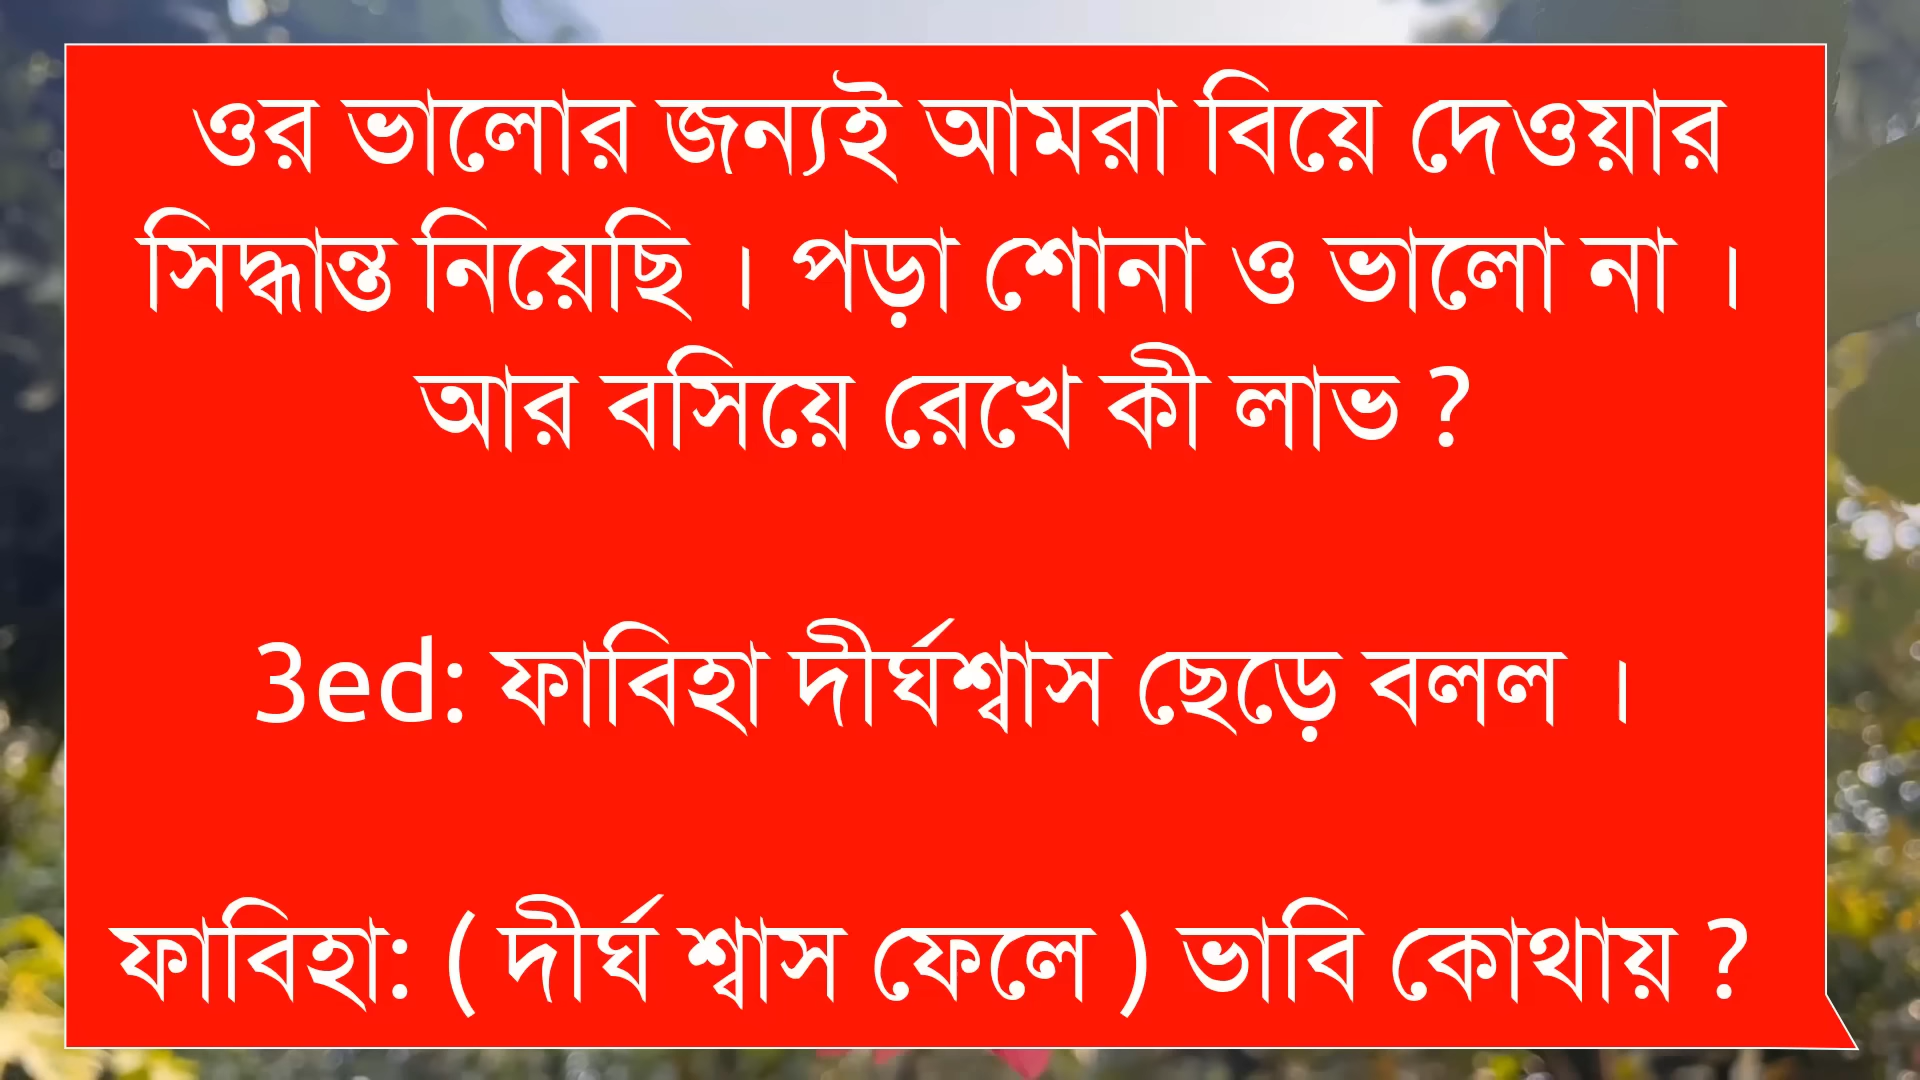 ওর ভালোর জন্যই আমরা বিয়ে দেওয়ার
সিদ্ধান্ত নিয়েছি । পড়া শোনা ও ভালো না ।
আর বসিয়ে রেখে কী লাভ ?
3ed: ফাবিহা দীর্ঘশ্বাস ছেড়ে বলল ।
ফাবিহা: ( দীর্ঘ শ্বাস ফেলে ) ভাবি কোথায় ?